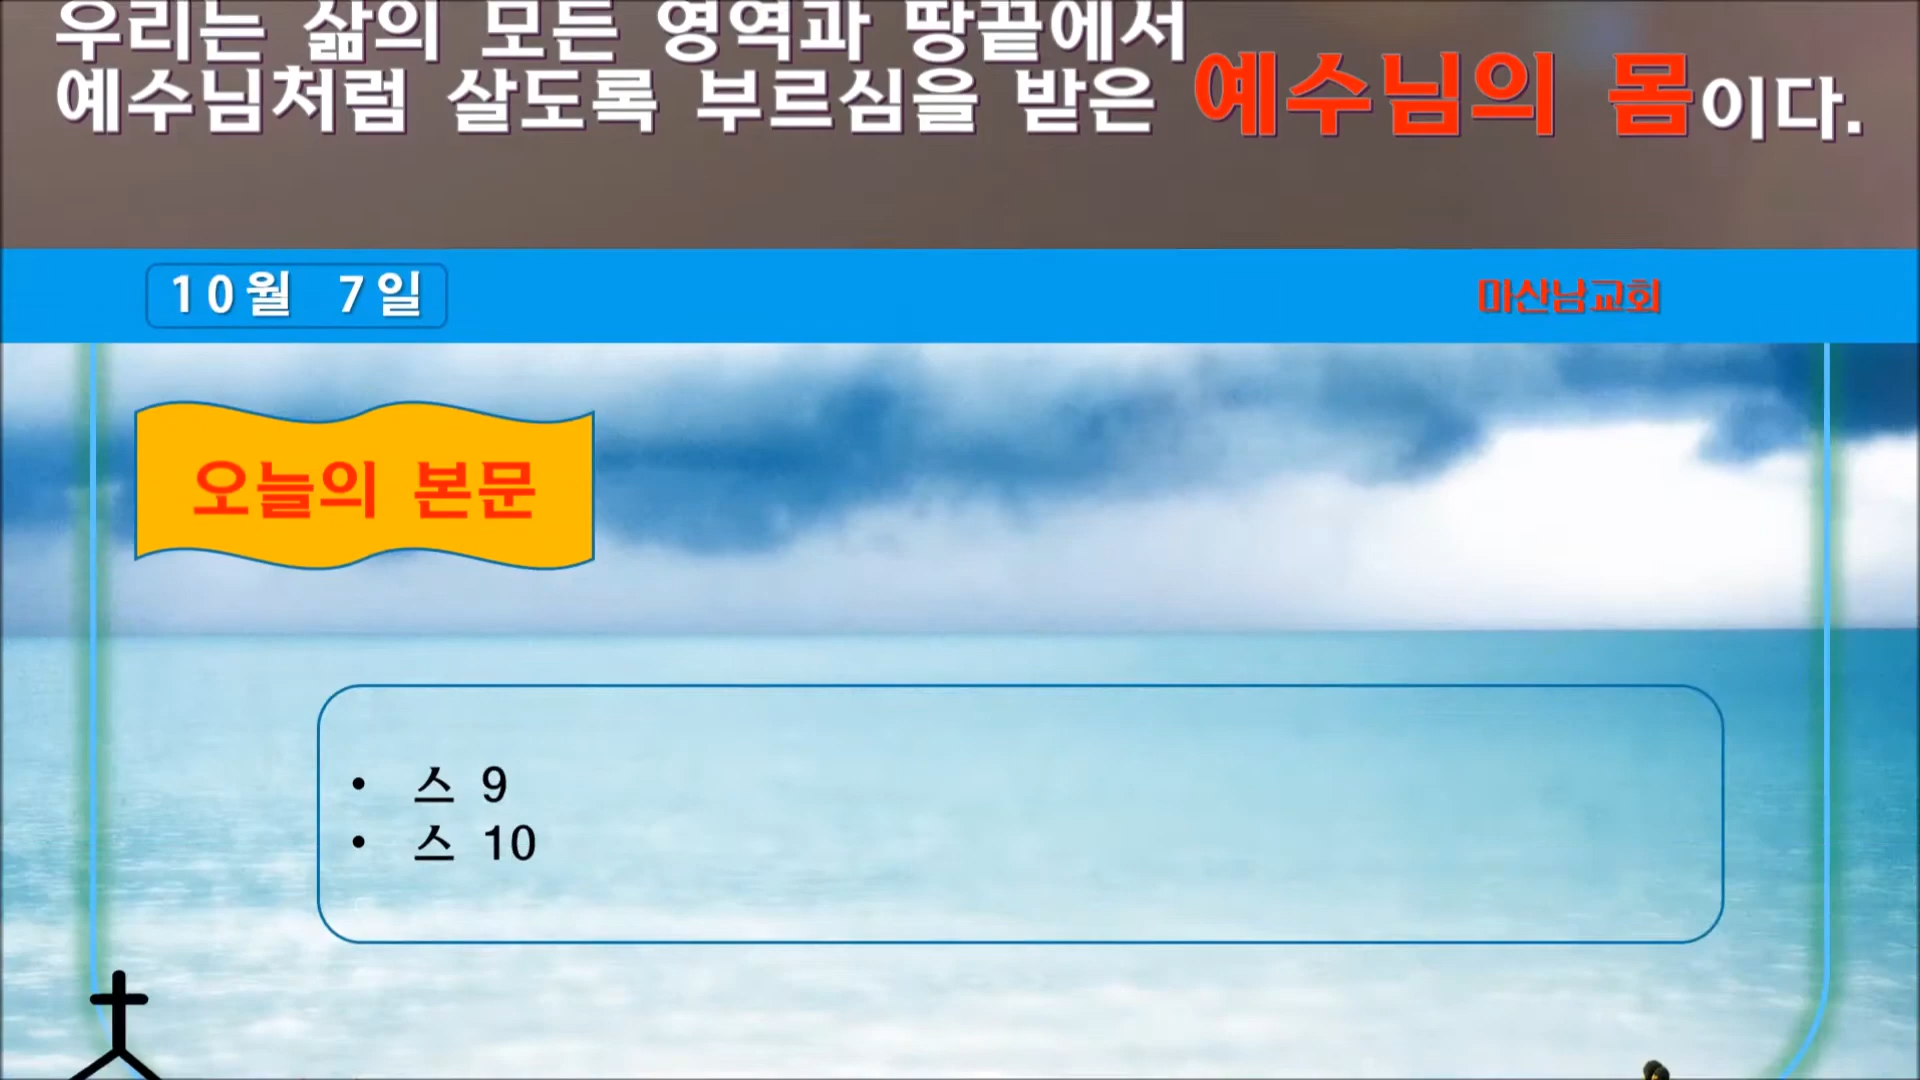 우리는 삶의 모든 영역과 땅끝에서
예수님처럼 살도록 부르심을 받은 예수님의 몸이다.
10월 7일
마산남교회
오늘의 본문
• 스 9
• 스 10